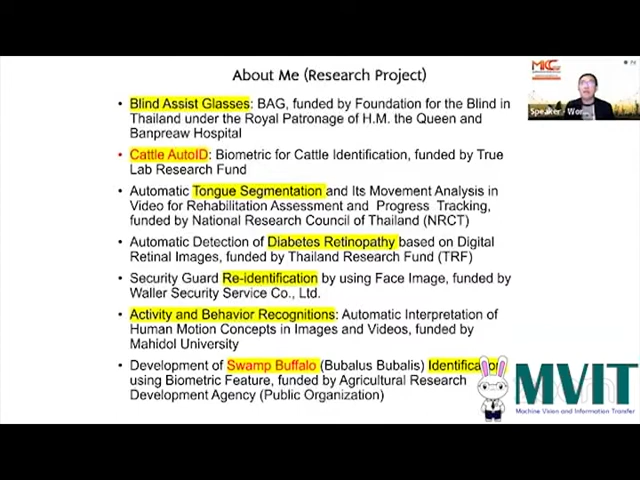 About Me (Research Project)
MKC
Speaker - Wor
• Blind Assist Glasses: BAG, funded by Foundation for the Blind in
Thailand under the Royal Patronage of H.M. the Queen and
Banpreaw Hospital
• Cattle AutoID: Biometric for Cattle Identification, funded by True
Lab Research Fund
• Automatic Tongue Segmentation and Its Movement Analysis in
Video for Rehabilitation Assessment and Progress Tracking,
funded by National Research Council of Thailand (NRCT)
• Automatic Detection of Diabetes Retinopathy based on Digital
Retinal Images, funded by Thailand Research Fund (TRF)
• Security Guard Re-identification by using Face Image, funded by
Waller Security Service Co., Ltd.
• Activity and Behavior Recognitions: Automatic Interpretation of
Human Motion Concepts in Images and Videos, funded by
Mahidol University
• Development of Swamp Buffalo (Bubalus Bubalis) Identification
using Biometric Feature, funded by Agricultural Research
Development Agency (Public Organization)
MVIT
Machine Vision and Information Transfer